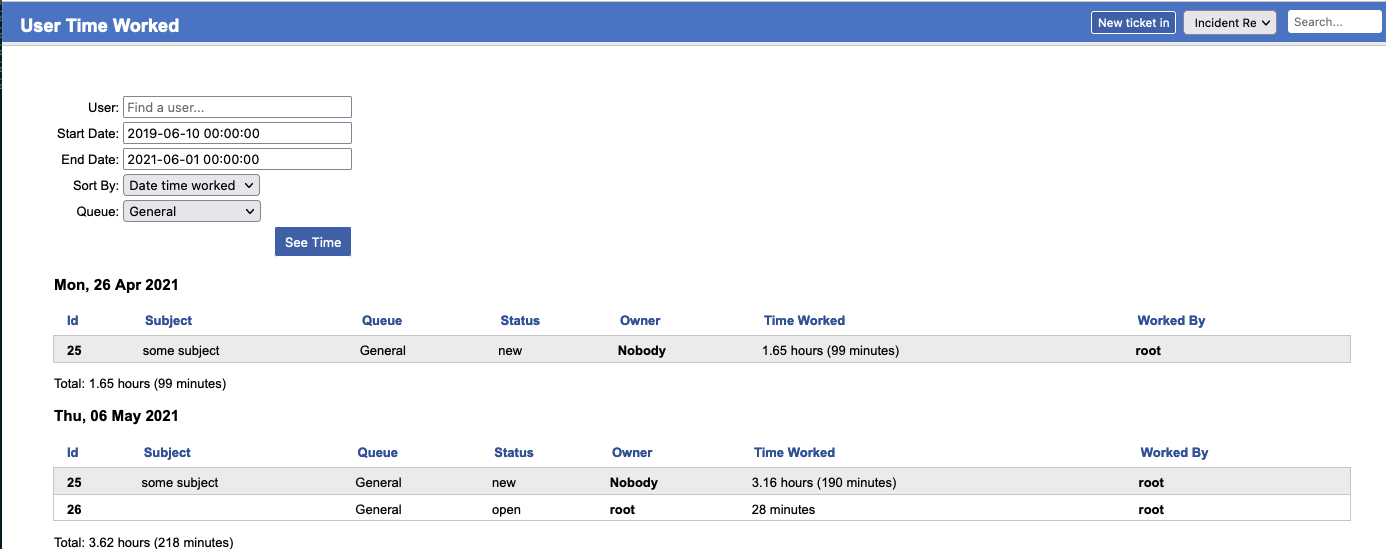 User Time Worked New ticket in Incident Re Search...
User: Find a user...
Start Date: 2019-06-10 00:00:00
End Date: 2021-06-01 00:00:00
Sort By: Date time worked
Queue: General
See Time
Mon, 26 Apr 2021
Id Subject Queue Status Owner Time Worked Worked By
25 some subject General new Nobody 1.65 hours (99 minutes) root
Total: 1.65 hours (99 minutes)
Thu, 06 May 2021
Id Subject Queue Status Owner Time Worked Worked By
25 some subject General new Nobody 3.16 hours (190 minutes) root
26 General open root 28 minutes root
Total: 3.62 hours (218 minutes)